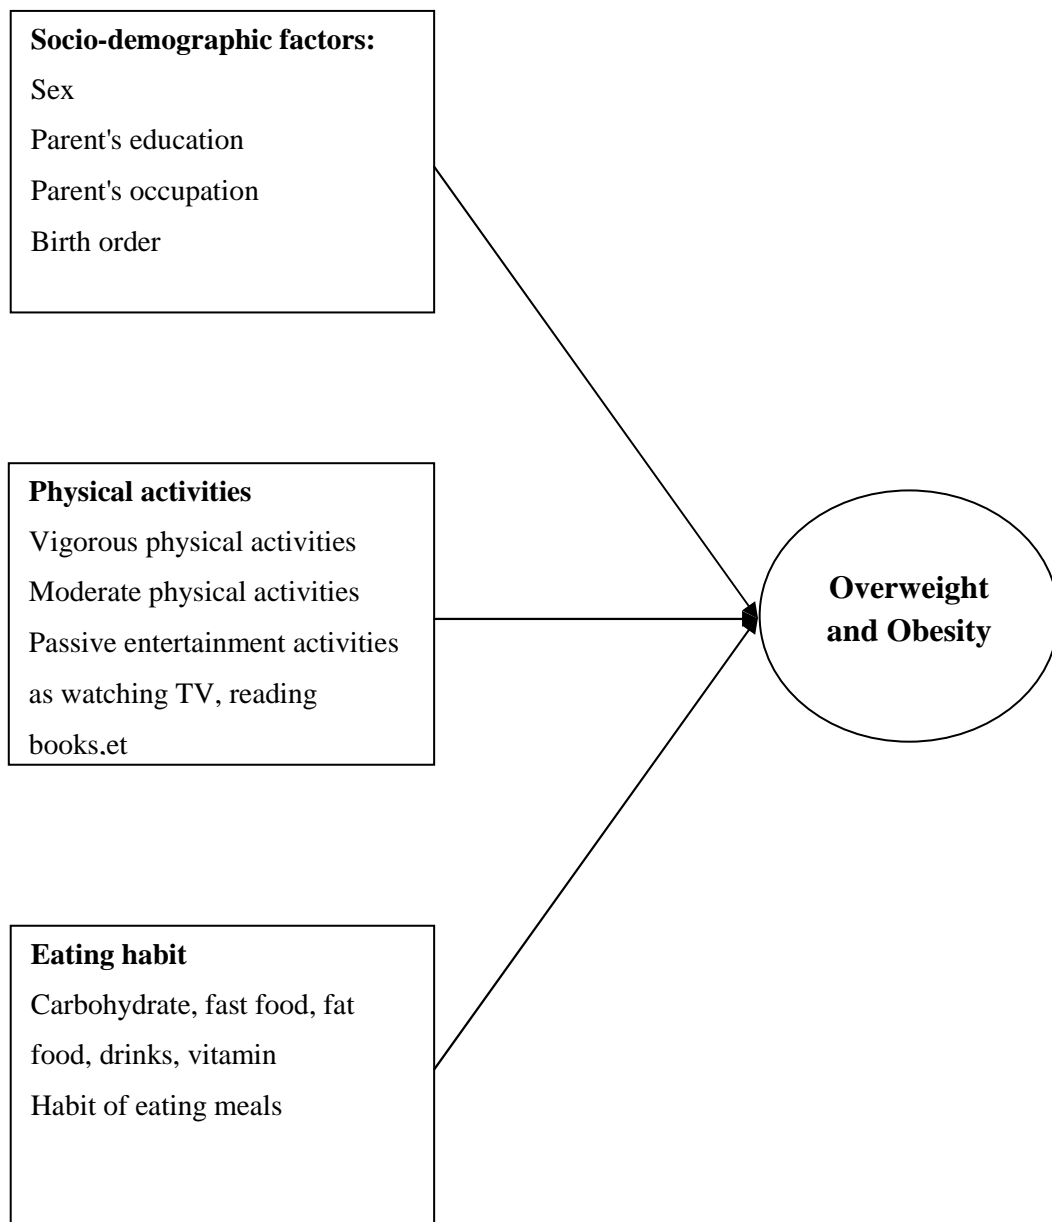 Socio-demographic factors:
Sex
Parent's education
Parent's occupation
Birth order
Physical activities
Vigorous physical activities
Moderate physical activities
Passive entertainment activities
as watching TV, reading
books.et
Overweight
and Obesity
Eating habit
Carbohydrate, fast food, fat
food, drinks, vitamin
Habit of eating meals